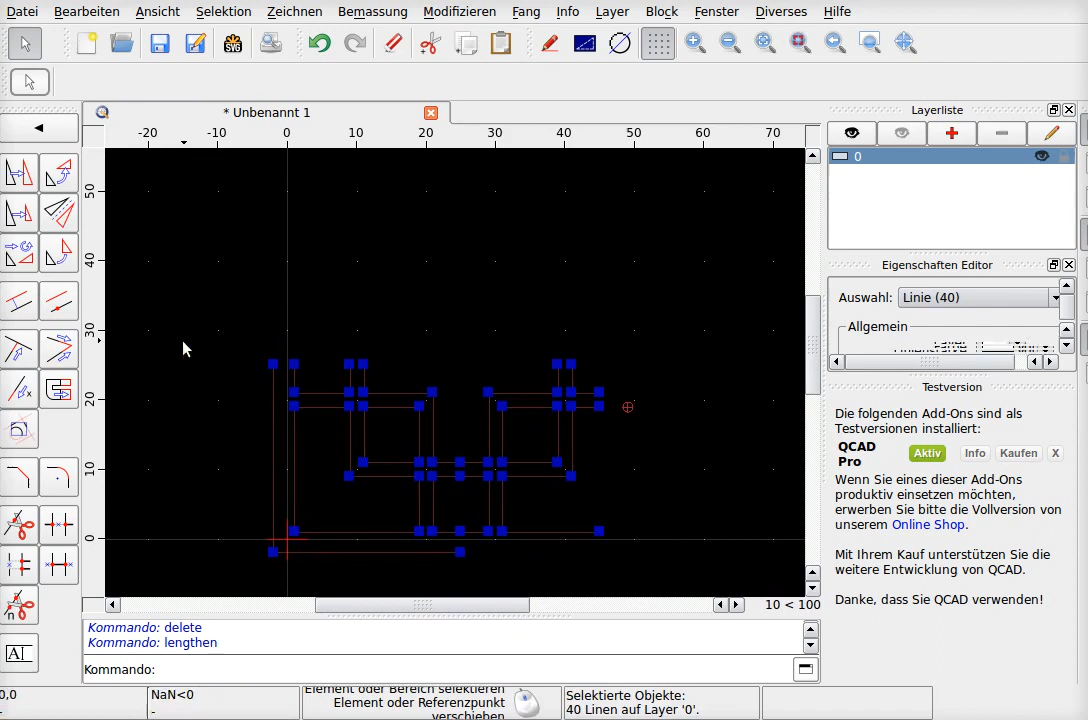 Datei Bearbeiten Ansicht Selektion Zeichnen Bemassung Modifizieren Fang Info Layer Block Fenster Diverses Hilfe
SVG
* Unbenannt 1
Layerliste
-20 -10 0 10 20 30 40 50 60 70
0
50
40
30
20
10
0
Eigenschaften Editor
Auswahl: Linie (40)
Allgemein
Testversion
Die folgenden Add-Ons sind als
Testversionen installiert:
QCAD
Pro
Aktiv Info Kaufen X
Wenn Sie eines dieser Add-Ons
produktiv einsetzen möchten,
erwerben Sie bitte die Vollversion von
unserem Online Shop.
Mit Ihrem Kauf unterstützen Sie die
weitere Entwicklung von QCAD.
Danke, dass Sie QCAD verwenden!
10 < 100
Kommando: delete
Kommando: lengthen
Kommando:
0,0
NaN<0
-
Element oder Bereich selektieren
Element oder Referenzpunkt
verschieben
Selektierte Objekte:
40 Linen auf Layer '0'.